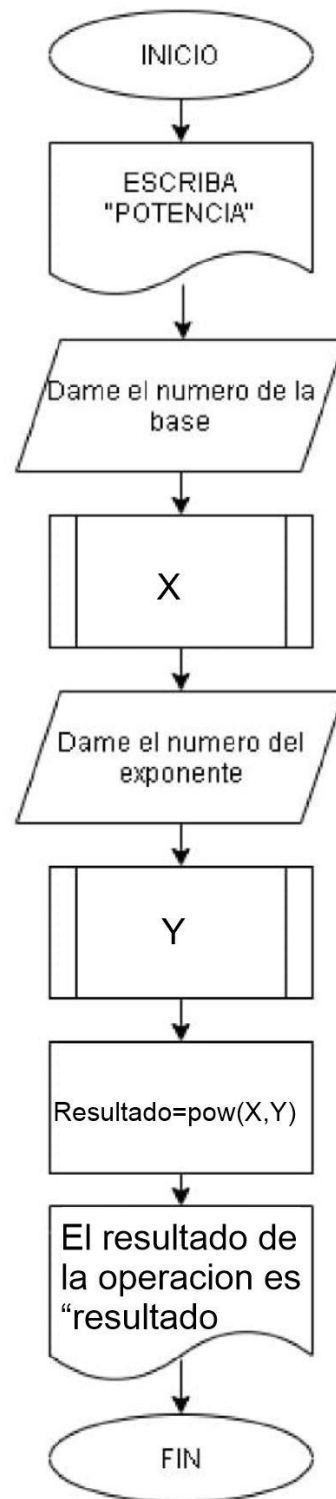 INICIO
ESCRIBA
"POTENCIA"
Dame el numero de la
base
X
Dame el numero del
exponente
Y
Resultado=pow(X,Y)
El resultado de
la operacion es
“resultado
FIN